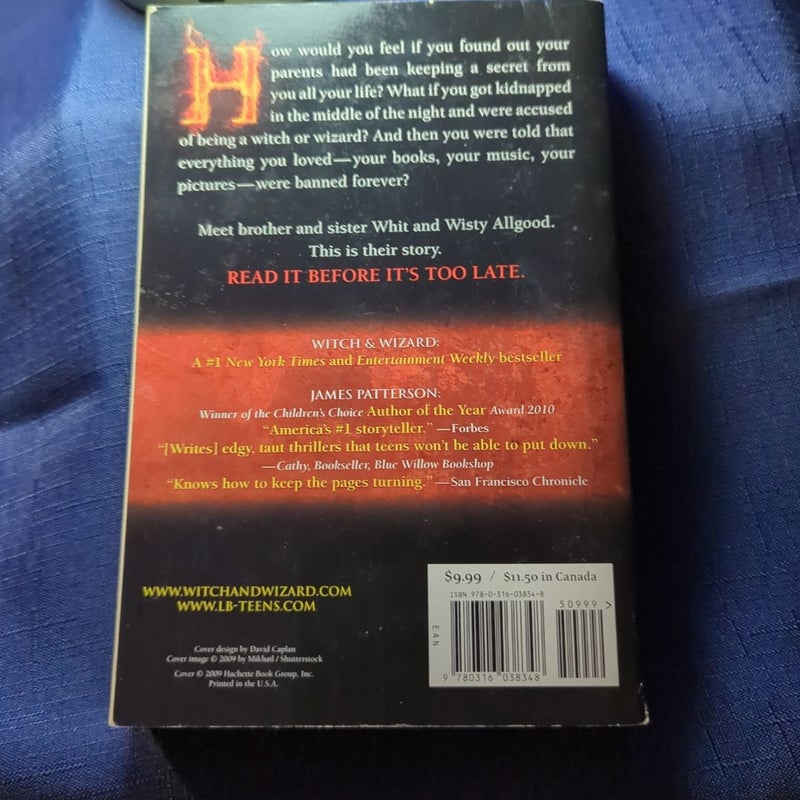 How would you feel if you found out your
parents had been keeping a secret from
you all your life? What if you got kidnapped
in the middle of the night and were accused
of being a witch or wizard? And then you were told that
everything you loved—your books, your music, your
pictures—were banned forever?
Meet brother and sister Whit and Wisty Allgood.
This is their story.
READ IT BEFORE IT'S TOO LATE.
WITCH & WIZARD:
A #1 New York Times and Entertainment Weekly bestseller
JAMES PATTERSON:
Winner of the Children's Choice Author of the Year Award 2010
"America's #1 storyteller." —Forbes
"[Writes] edgy, taut thrillers that teens won't be able to put down."
—Cathy, Bookseller, Blue Willow Bookshop
"Knows how to keep the pages turning." —San Francisco Chronicle
WWW.WITCHANDWIZARD.COM
WWW.LB-TEENS.COM
Cover design by David Caplan
Cover image © 2009 by Mikhail / Shutterstock
Cover © 2009 Hachette Book Group, Inc.
Printed in the U.S.A.
$9.99 / $11.50 in Canada
ISBN 978-0-316-03834-8
50999 >
EAN
9 780316 038348